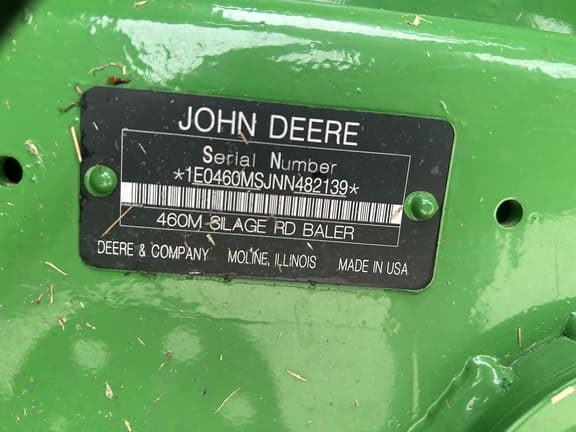 JOHN DEERE
Serial Number
*1E0460MSJNN482139*
460M SILAGE RD BALER
DEERE & COMPANY MOLINE, ILLINOIS MADE IN USA